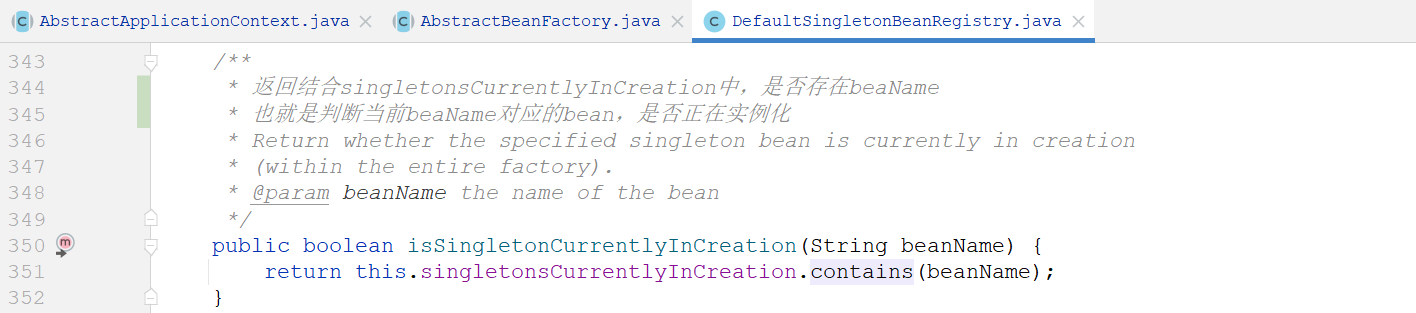 AbstractApplicationContext.java AbstractBeanFactory.java DefaultSingletonBeanRegistry.java
343 /**
344 * 返回结合singletonsCurrentlyInCreation中，是否存在beaName
345 * 也就是判断当前beaName对应的bean，是否正在实例化
346 * Return whether the specified singleton bean is currently in creation
347 * (within the entire factory).
348 * @param beanName the name of the bean
349 */
350 public boolean isSingletonCurrentlyInCreation(String beanName) {
351 return this.singletonsCurrentlyInCreation.contains(beanName);
352 }